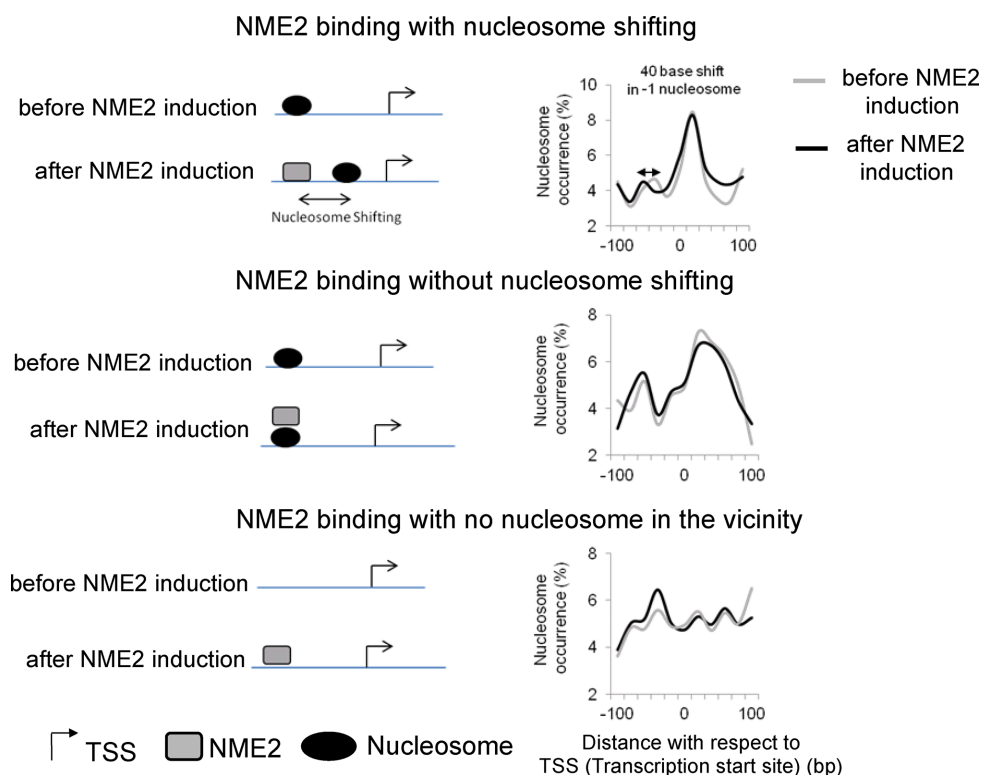 NME2 binding with nucleosome shifting
before NME2 induction
after NME2 induction
Nucleosome Shifting
40 base shift
in -1 nucleosome
Nucleosome
occurrence (%)
10
8
6
4
2
-100
0
100
before NME2
induction
after NME2
induction
NME2 binding without nucleosome shifting
before NME2 induction
after NME2 induction
Nucleosome
occurrence (%)
8
6
4
2
-100
0
100
NME2 binding with no nucleosome in the vicinity
before NME2 induction
after NME2 induction
Nucleosome
occurrence (%)
8
6
4
2
-100
0
100
TSS
NME2
Nucleosome
Distance with respect to
TSS (Transcription start site) (bp)